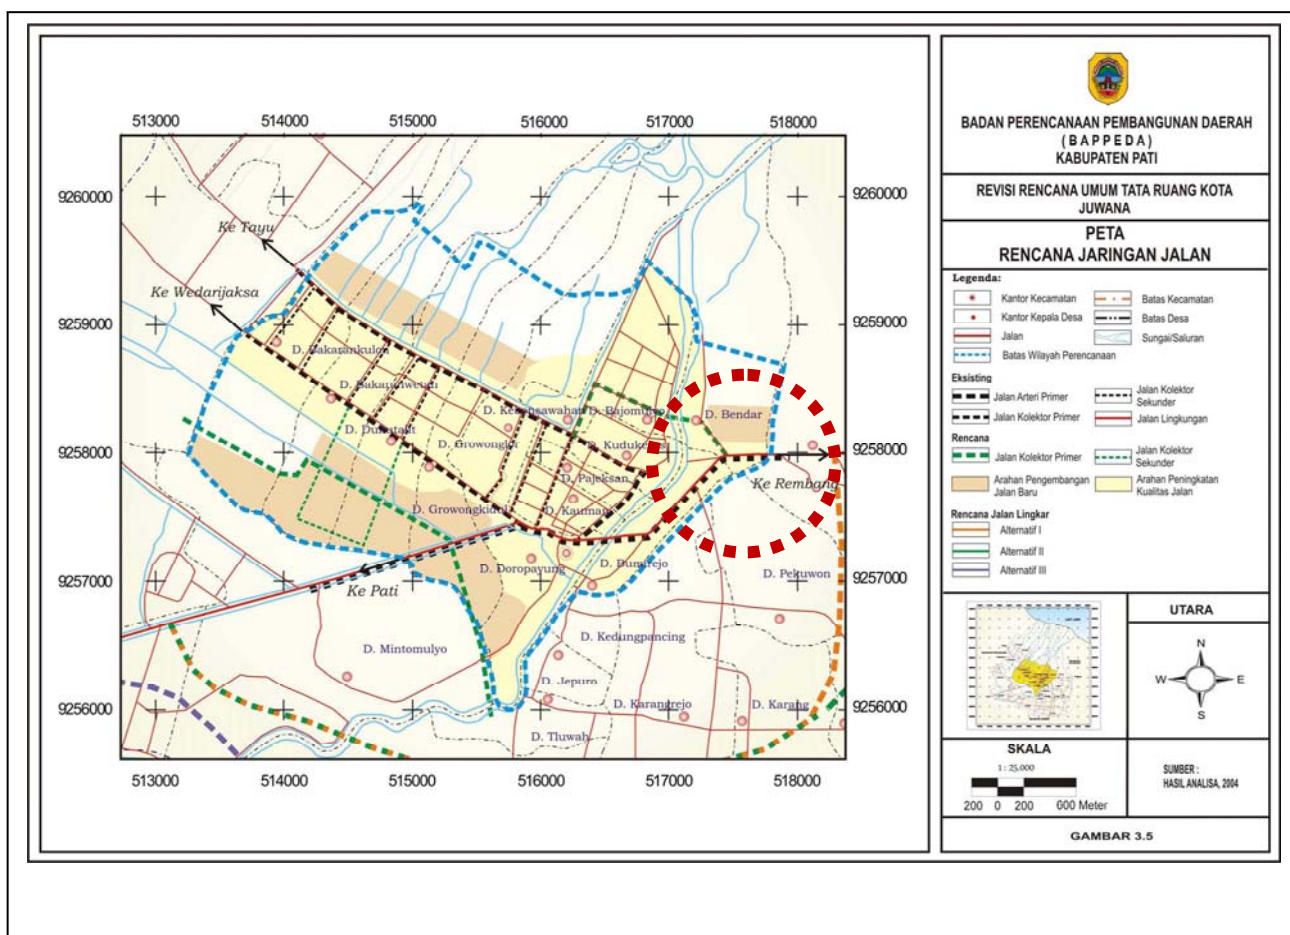 513000 514000 515000 516000 517000 518000
9260000 9260000
Ke Tayu
Ke Wedarijaksa
9259000 9259000
D. Bakarankulon
D. Bakaranwetan
D. Kebonsawahan
D. Bajomulyo
D. Bendar
D. Dukutalit
D. Growonglor
D. Kudukeras
9258000 9258000
D. Pajeksan
Ke Rembang
D. Growongkidul
D. Kauman
D. Doropayung
D. Bumirejo
D. Pekuwon
9257000 9257000
Ke Pati
D. Mintomulyo
D. Kedungpancing
D. Jepuro
D. Karangrejo
D. Karang
9256000 9256000
D. Tluwah
513000 514000 515000 516000 517000 518000
BADAN PERENCANAAN PEMBANGUNAN DAERAH
( B A P P E D A )
KABUPATEN PATI
REVISI RENCANA UMUM TATA RUANG KOTA
JUWANA
PETA
RENCANA JARINGAN JALAN
Legenda:
Kantor Kecamatan
Batas Kecamatan
Kantor Kepala Desa
Batas Desa
Jalan
Sungai/Saluran
Batas Wilayah Perencanaan
Eksisting
Jalan Arteri Primer
Jalan Kolektor
Sekunder
Jalan Kolektor Primer
Jalan Lingkungan
Rencana
Jalan Kolektor Primer
Jalan Kolektor
Sekunder
Arahan Pengembangan
Jalan Baru
Arahan Peningkatan
Kualitas Jalan
Rencana Jalan Lingkar
Alternatif I
Alternatif II
Alternatif III
UTARA
N
W E
S
SKALA
1 : 25.000
200 0 200 600 Meter
SUMBER :
HASIL ANALISA, 2004
GAMBAR 3.5